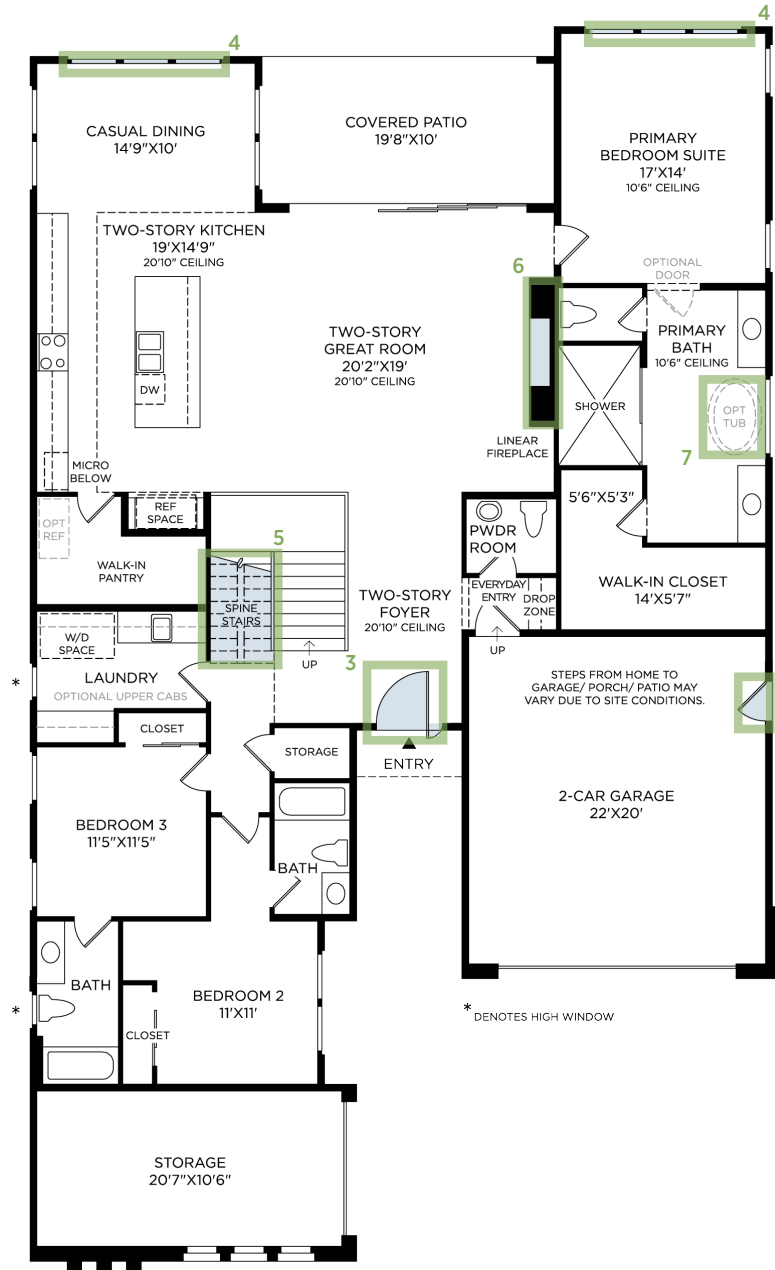 4
4
CASUAL DINING
14'9"X10'
COVERED PATIO
19'8"X10'
PRIMARY
BEDROOM SUITE
17'X14'
10'6" CEILING
TWO-STORY KITCHEN
19'X14'9"
20'10" CEILING
OPTIONAL
DOOR
6
TWO-STORY
GREAT ROOM
20'2"X19'
20'10" CEILING
PRIMARY
BATH
10'6" CEILING
DW
SHOWER
OPT
TUB
7
LINEAR
FIREPLACE
MICRO
BELOW
5'6"X5'3"
OPT
REF
REF
SPACE
PWDR
ROOM
5
WALK-IN
PANTRY
SPINE
STAIRS
TWO-STORY
FOYER
20'10" CEILING
EVERYDAY
ENTRY
DROP
ZONE
WALK-IN CLOSET
14'X5'7"
W/D
SPACE
UP
UP
3
*
LAUNDRY
OPTIONAL UPPER CABS
STEPS FROM HOME TO
GARAGE/ PORCH/ PATIO MAY
VARY DUE TO SITE CONDITIONS.
CLOSET
STORAGE
ENTRY
2-CAR GARAGE
22'X20'
BEDROOM 3
11'5"X11'5"
BATH
BATH
BEDROOM 2
11'X11'
*
* DENOTES HIGH WINDOW
CLOSET
STORAGE
20'7"X10'6"